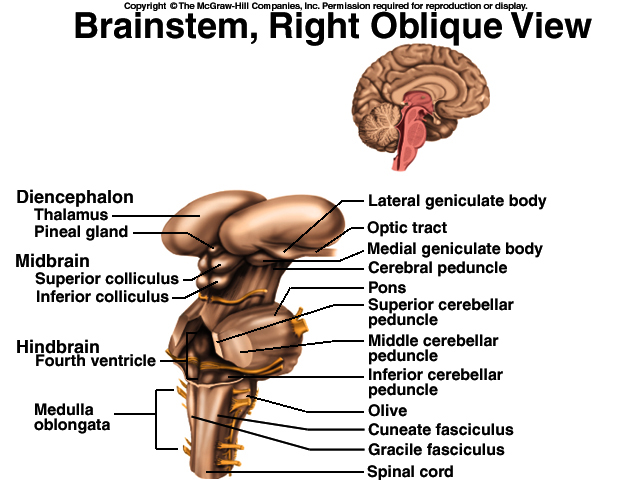 Copyright © The McGraw-Hill Companies, Inc. Permission required for reproduction or display.
Brainstem, Right Oblique View
Diencephalon
Thalamus
Pineal gland
Midbrain
Superior colliculus
Inferior colliculus
Hindbrain
Fourth ventricle
Medulla
oblongata
Lateral geniculate body
Optic tract
Medial geniculate body
Cerebral peduncle
Pons
Superior cerebellar
peduncle
Middle cerebellar
peduncle
Inferior cerebellar
peduncle
Olive
Cuneate fasciculus
Gracile fasciculus
Spinal cord